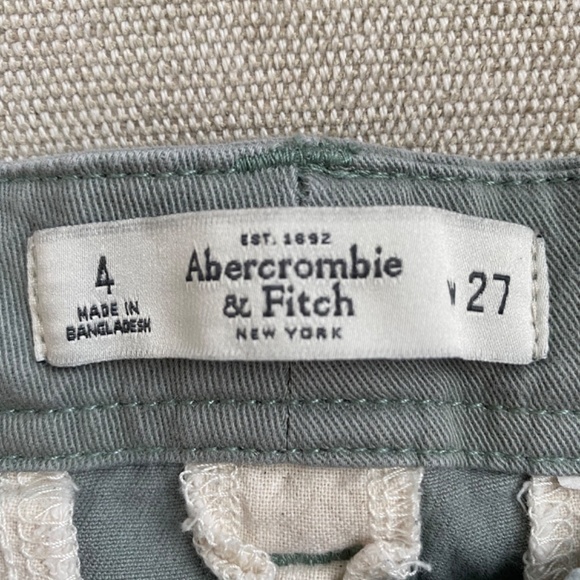 4
MADE IN
BANGLADESH
EST. 1892
Abercrombie
& Fitch
NEW YORK
W 27